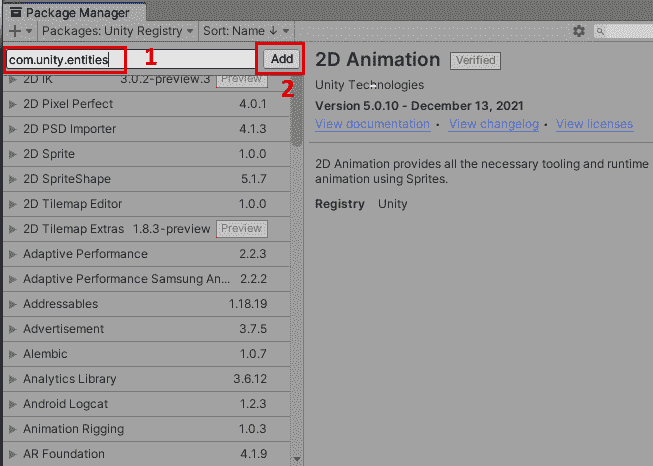 Package Manager
+ Packages: Unity Registry Sort: Name ↓
com.unity.entities 1 Add
2
2D IK 3.0.2-preview.3 Preview
2D Pixel Perfect 4.0.1
2D PSD Importer 4.1.3
2D Sprite 1.0.0
2D SpriteShape 5.1.7
2D Tilemap Editor 1.0.0
2D Tilemap Extras 1.8.3-preview Preview
Adaptive Performance 2.2.3
Adaptive Performance Samsung An... 2.2.2
Addressables 1.18.19
Advertisement 3.7.5
Alembic 1.0.7
Analytics Library 3.6.12
Android Logcat 1.2.3
Animation Rigging 1.0.3
AR Foundation 4.1.9
2D Animation Verified
Unity Technologies
Version 5.0.10 - December 13, 2021
View documentation • View changelog • View licenses
2D Animation provides all the necessary tooling and runtime
animation using Sprites.
Registry Unity